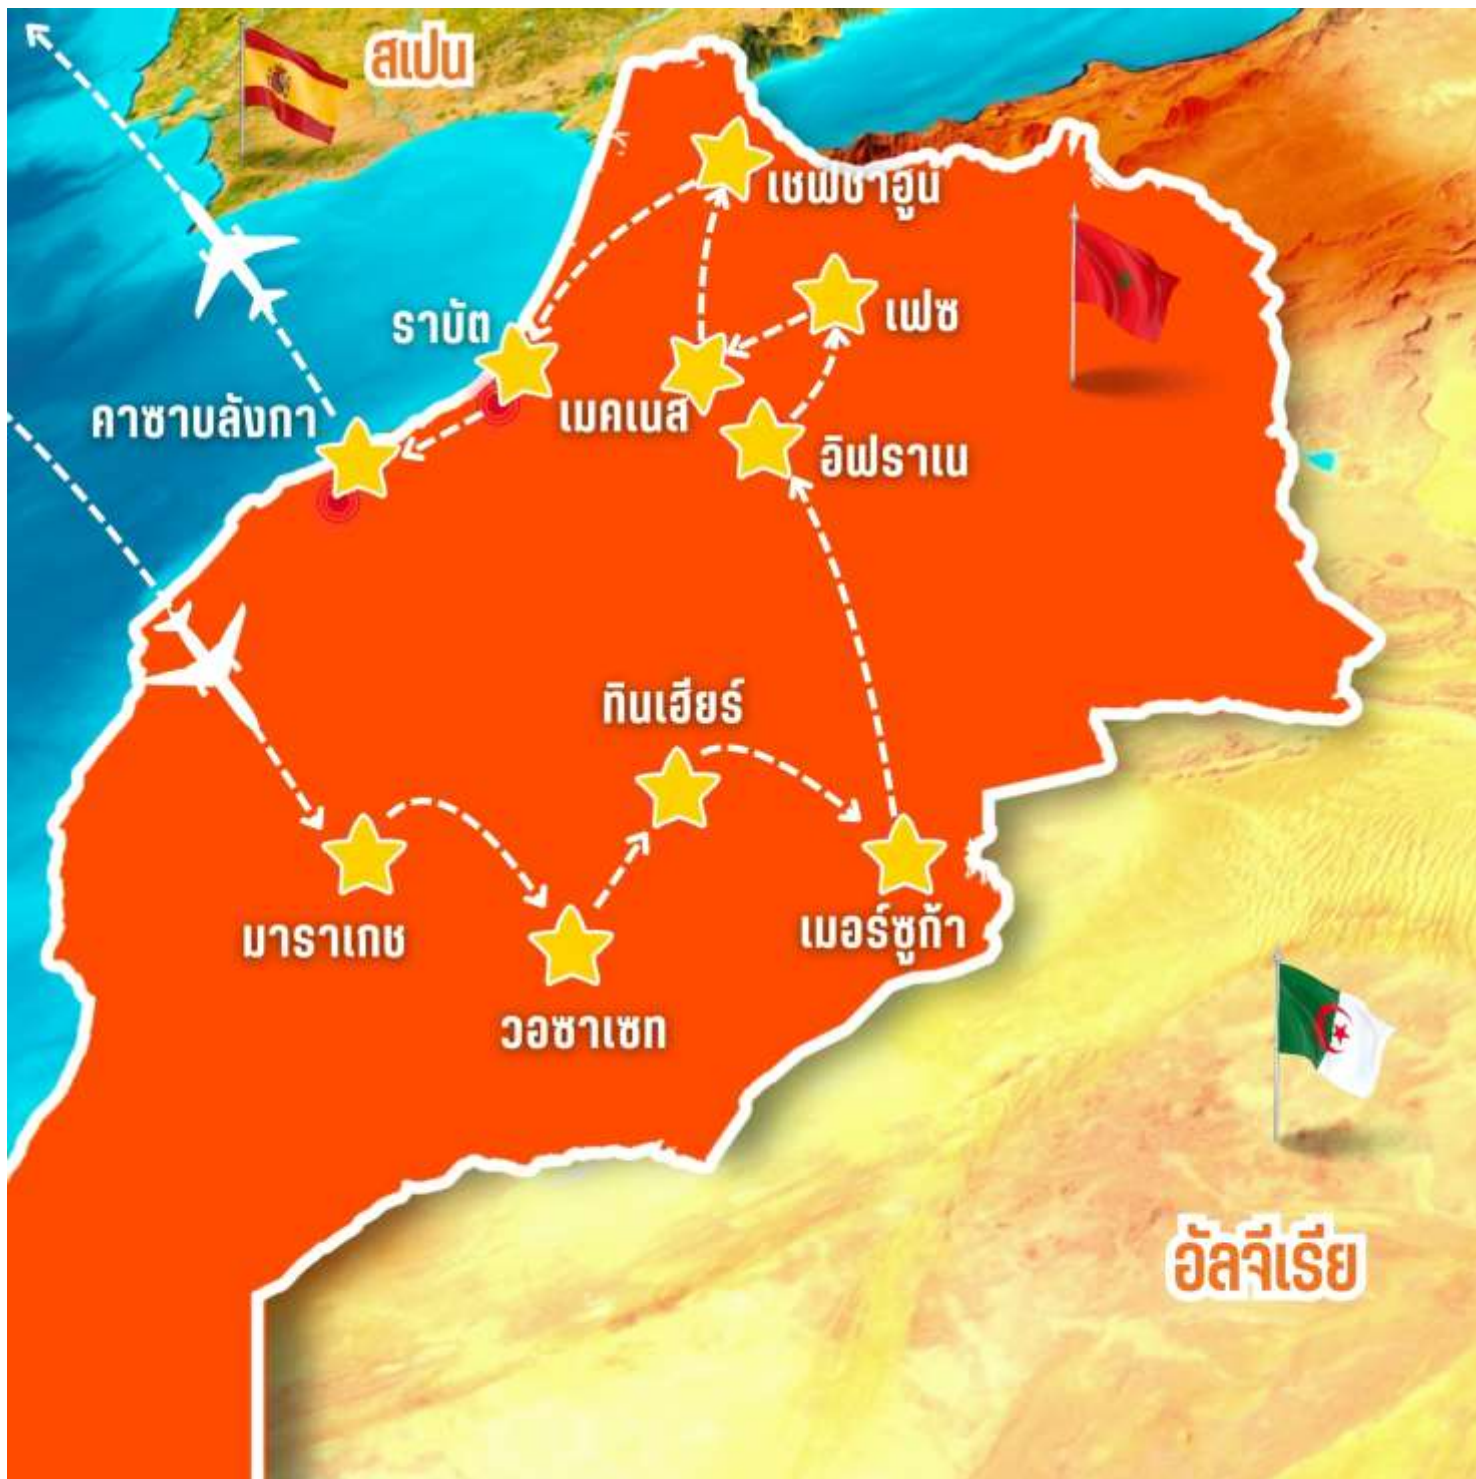 สเปน
เชฟชาอูน
เฟซ
ราบัต
เมคเนส
คาซาบลังกา
อิฟราเน
ทินเฮียร์
มาราเกช
เมอร์ซูก้า
วอซาเซท
อัลจีเรีย